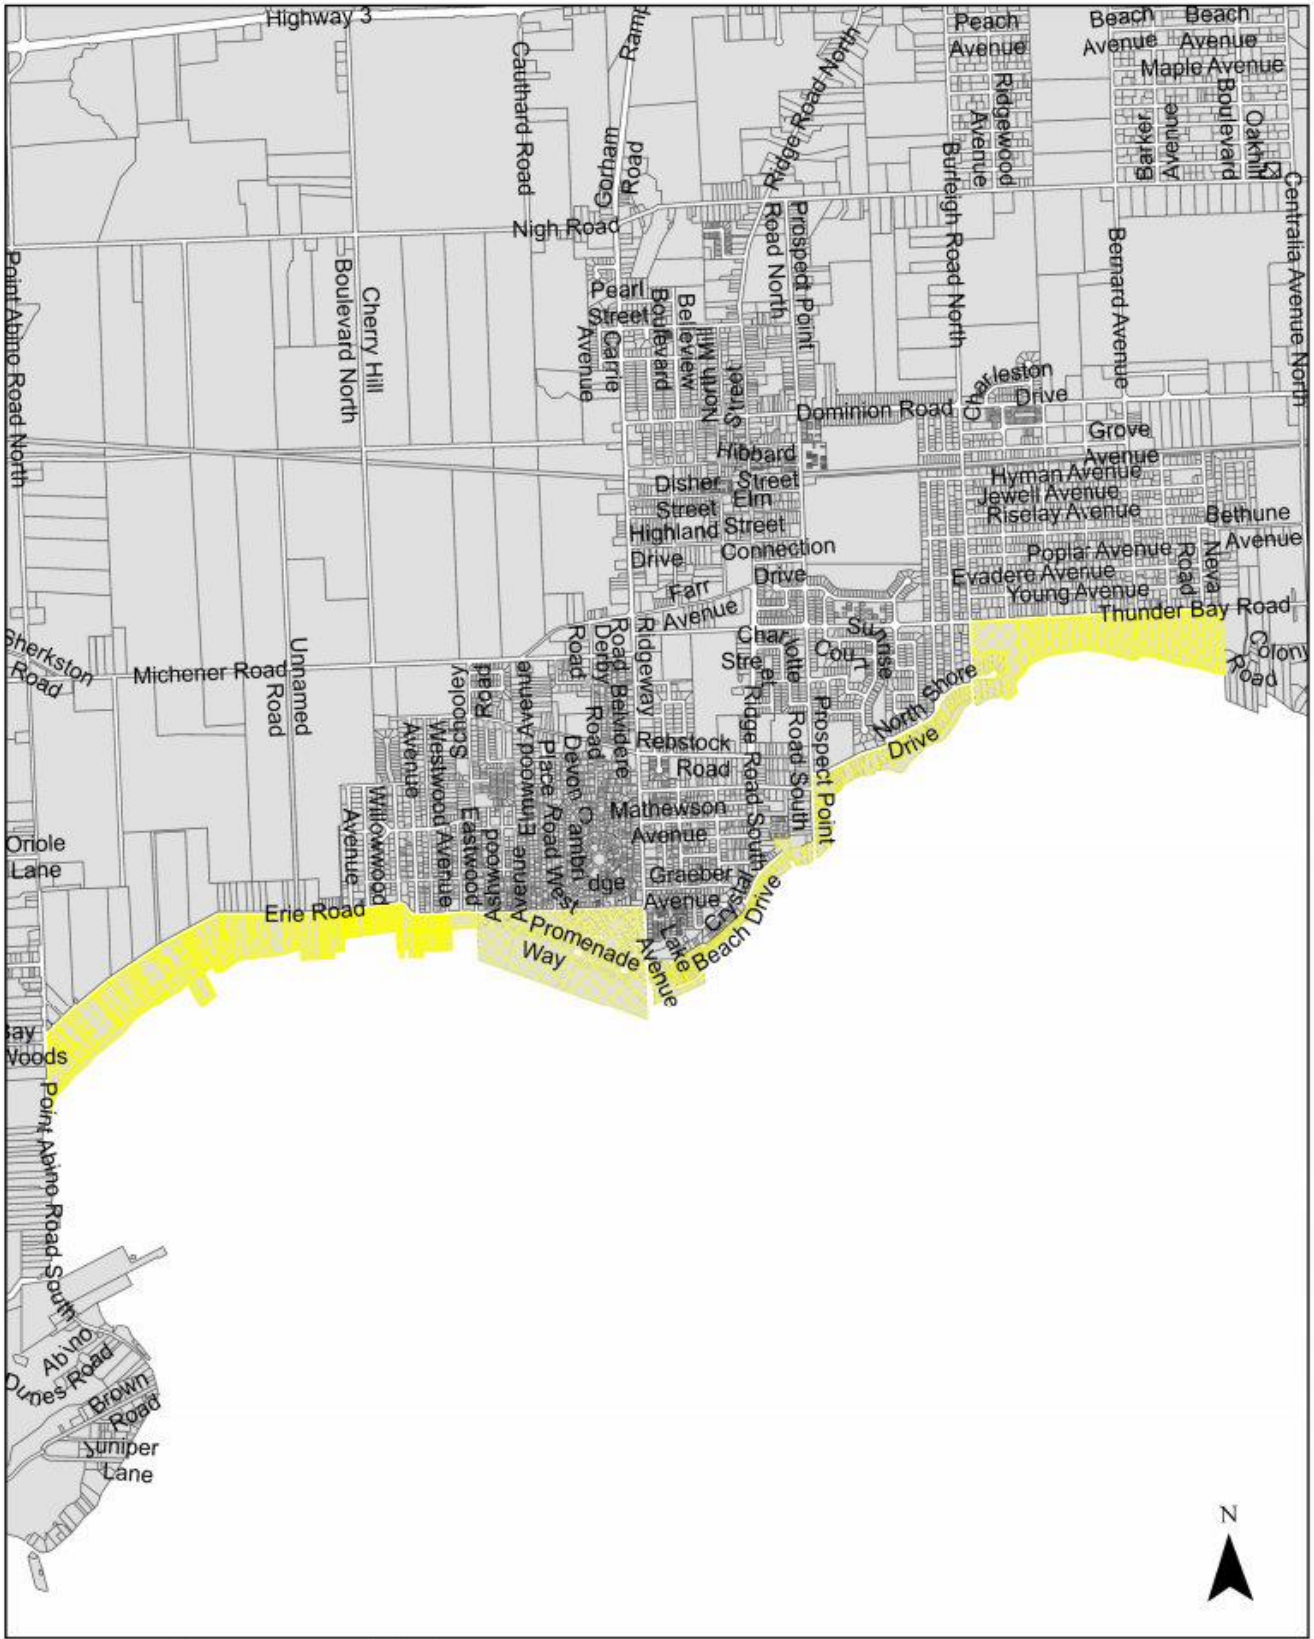 Highway 3
Peach
Avenue
Beach
Avenue
Beach
Avenue
Maple Avenue
Cauthard Road
Ramp
Ridge Road North
Ridgewood
Avenue
Barker
Avenue
Boulevard
Oakhill
Gorham
Road
Burleigh Road North
Centralia Avenue North
Nigh Road
Prospect Point
Road North
Bernard Avenue
Point Abino Road North
Cherry Hill
Boulevard North
Pearl
Street
Carrie
Avenue
Boulevard
Belleview
North Mill
Street
Charleston
Drive
Dominion Road
Grove
Avenue
Hibbard
Street
Hyman Avenue
Disher
Street
Elm
Street
Jewell Avenue
Riselay Avenue
Bethune
Avenue
Highland
Drive
Connection
Drive
Poplar Avenue
Neva
Road
Evadere Avenue
Young Avenue
Farr
Avenue
Thunder Bay Road
Colony
Road
Charlotte
Street
Sunrise
Court
Sherkston
Road
Michener Road
Unnamed
Road
Schooley
Road
Derby
Road
Ridgeway
Road
Belvidere
Road
North Shore
Drive
Prospect Point
Road South
Ridge Road South
Rebstock
Road
Westwood Avenue
Avenue
Elmwood Avenue
Devon
Place Road West
Cambridge
Mathewson
Avenue
Willowwood
Avenue
Eastwood
Ashwood
Avenue
Oriole
Lane
Graeber
Avenue
Crystal
Beach Drive
Erie Road
Promenade
Way
Lake
Avenue
Bay
Woods
Point Abino Road South
Abino
Dunes Road
Brown
Road
Juniper
Lane
N